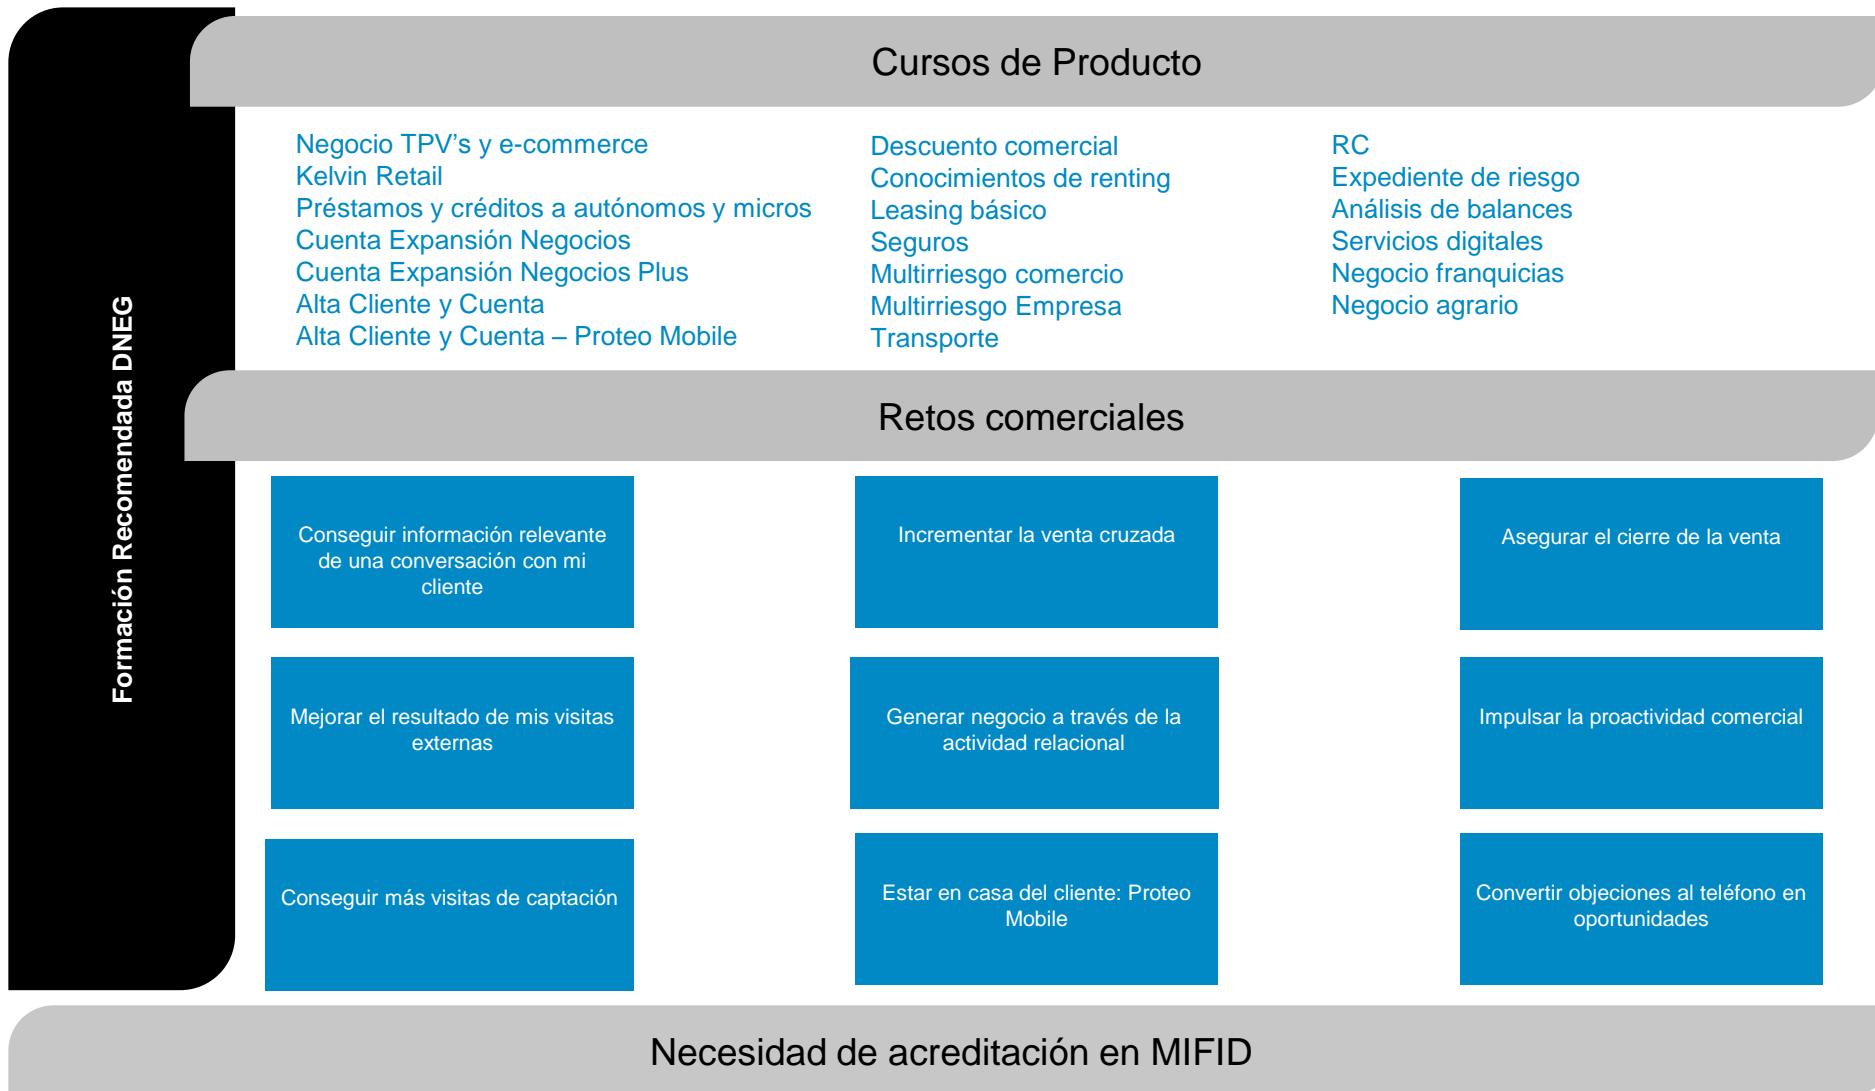 Formación Recomendada DNEG
Cursos de Producto
Negocio TPV’s y e-commerce
Kelvin Retail
Préstamos y créditos a autónomos y micros
Cuenta Expansión Negocios
Cuenta Expansión Negocios Plus
Alta Cliente y Cuenta
Alta Cliente y Cuenta – Proteo Mobile
Descuento comercial
Conocimientos de renting
Leasing básico
Seguros
Multirriesgo comercio
Multirriesgo Empresa
Transporte
RC
Expediente de riesgo
Análisis de balances
Servicios digitales
Negocio franquicias
Negocio agrario
Retos comerciales
Conseguir información relevante
de una conversación con mi
cliente
Incrementar la venta cruzada
Asegurar el cierre de la venta
Mejorar el resultado de mis visitas
externas
Generar negocio a través de la
actividad relacional
Impulsar la proactividad comercial
Conseguir más visitas de captación
Estar en casa del cliente: Proteo
Mobile
Convertir objeciones al teléfono en
oportunidades
Necesidad de acreditación en MIFID